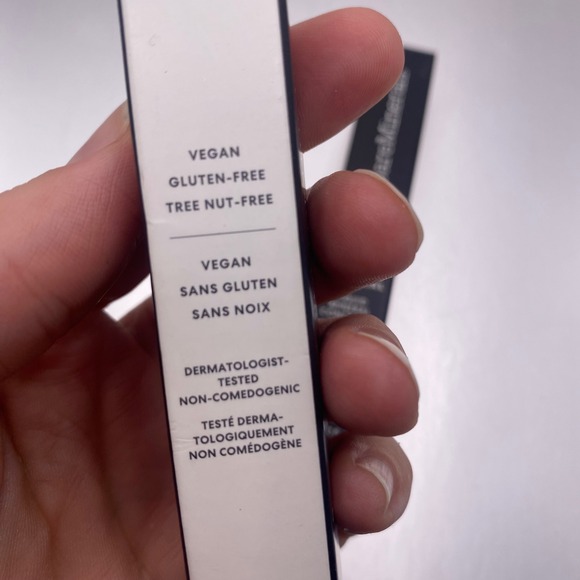 VEGAN
GLUTEN-FREE
TREE NUT-FREE
VEGAN
SANS GLUTEN
SANS NOIX
DERMATOLOGIST-
TESTED
NON-COMEDOGENIC
TESTÉ DERMA-
TOLOGIQUEMENT
NON COMÉDOGÈNE